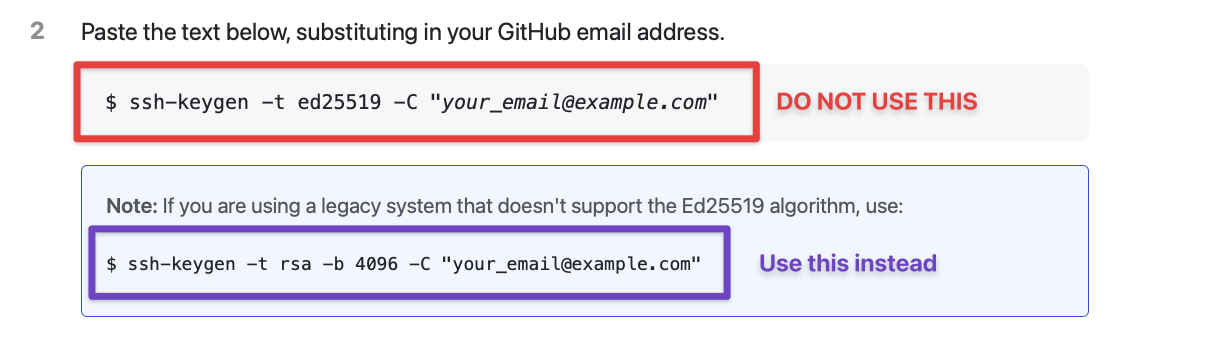 2 Paste the text below, substituting in your GitHub email address.
$ ssh-keygen -t ed25519 -C "your_email@example.com" DO NOT USE THIS
Note: If you are using a legacy system that doesn't support the Ed25519 algorithm, use:
$ ssh-keygen -t rsa -b 4096 -C "your_email@example.com" Use this instead